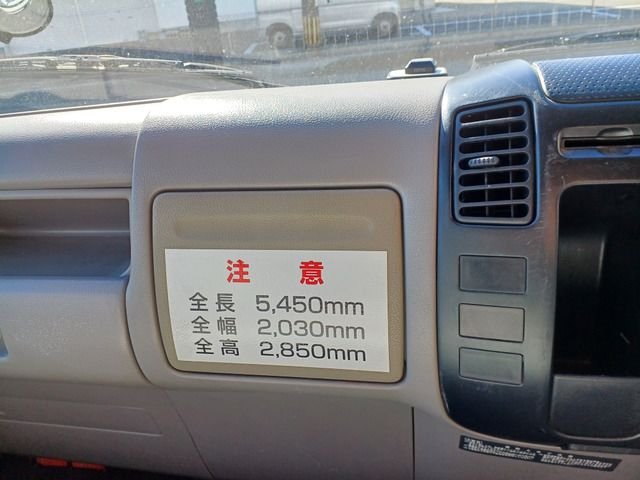 注 意
全長 5,450mm
全幅 2,030mm
全高 2,850mm